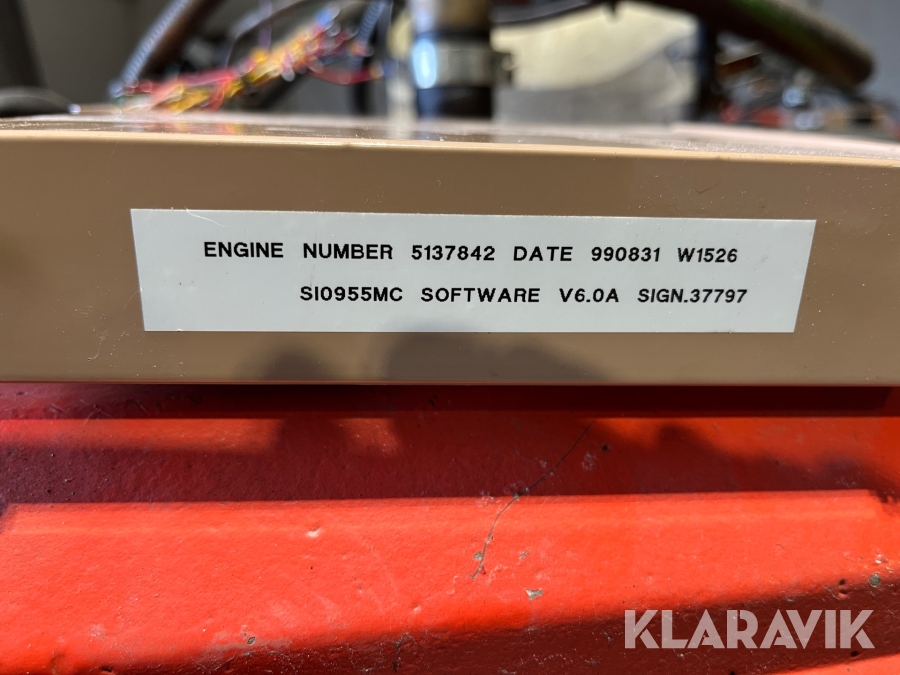 ENGINE NUMBER 5137842 DATE 990831 W1526
SI0955MC SOFTWARE V6.0A SIGN.37797
KLARAVIK